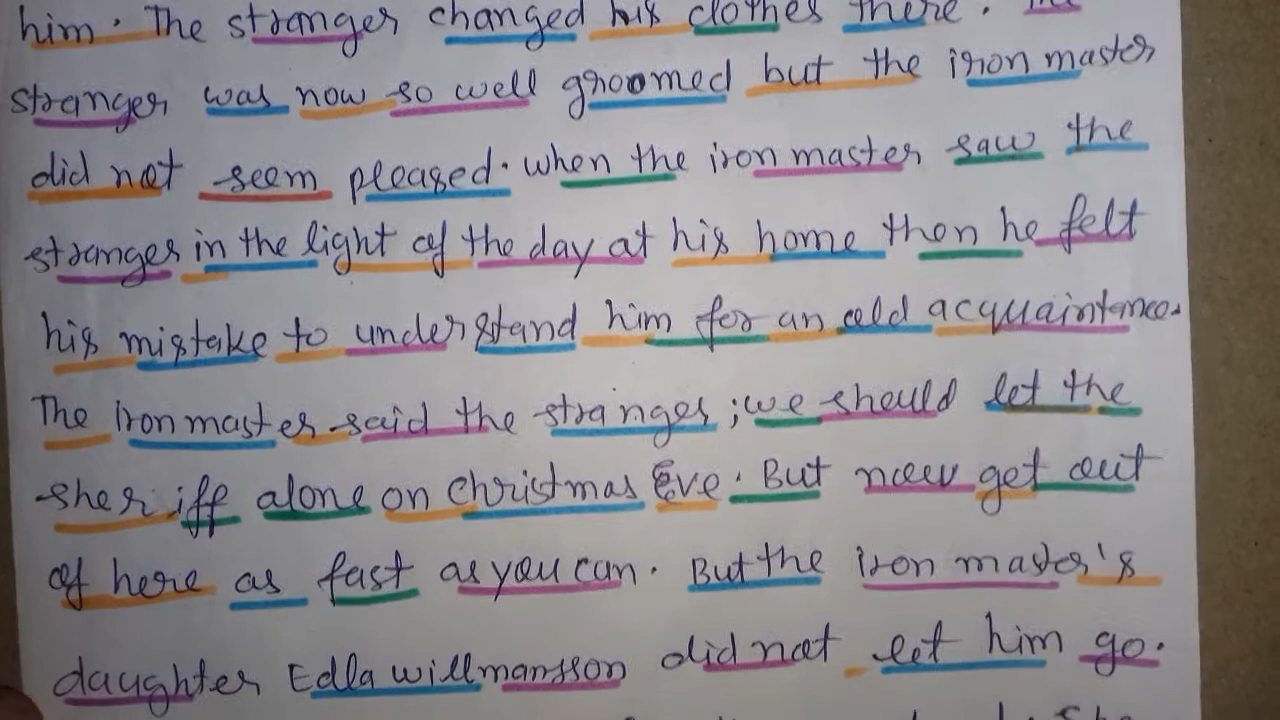 him. The stranger changed his clothes there. The
stranger was now so well groomed but the iron master
did not seem pleased. when the iron master saw the
stranger in the light of the day at his home then he felt
his mistake to understand him for an old acquaintance.
The iron master said the stranger; we should let the
sheriff alone on Christmas Eve. But now get out
of here as fast as you can. But the iron master's
daughter Edla willmansson did not let him go.